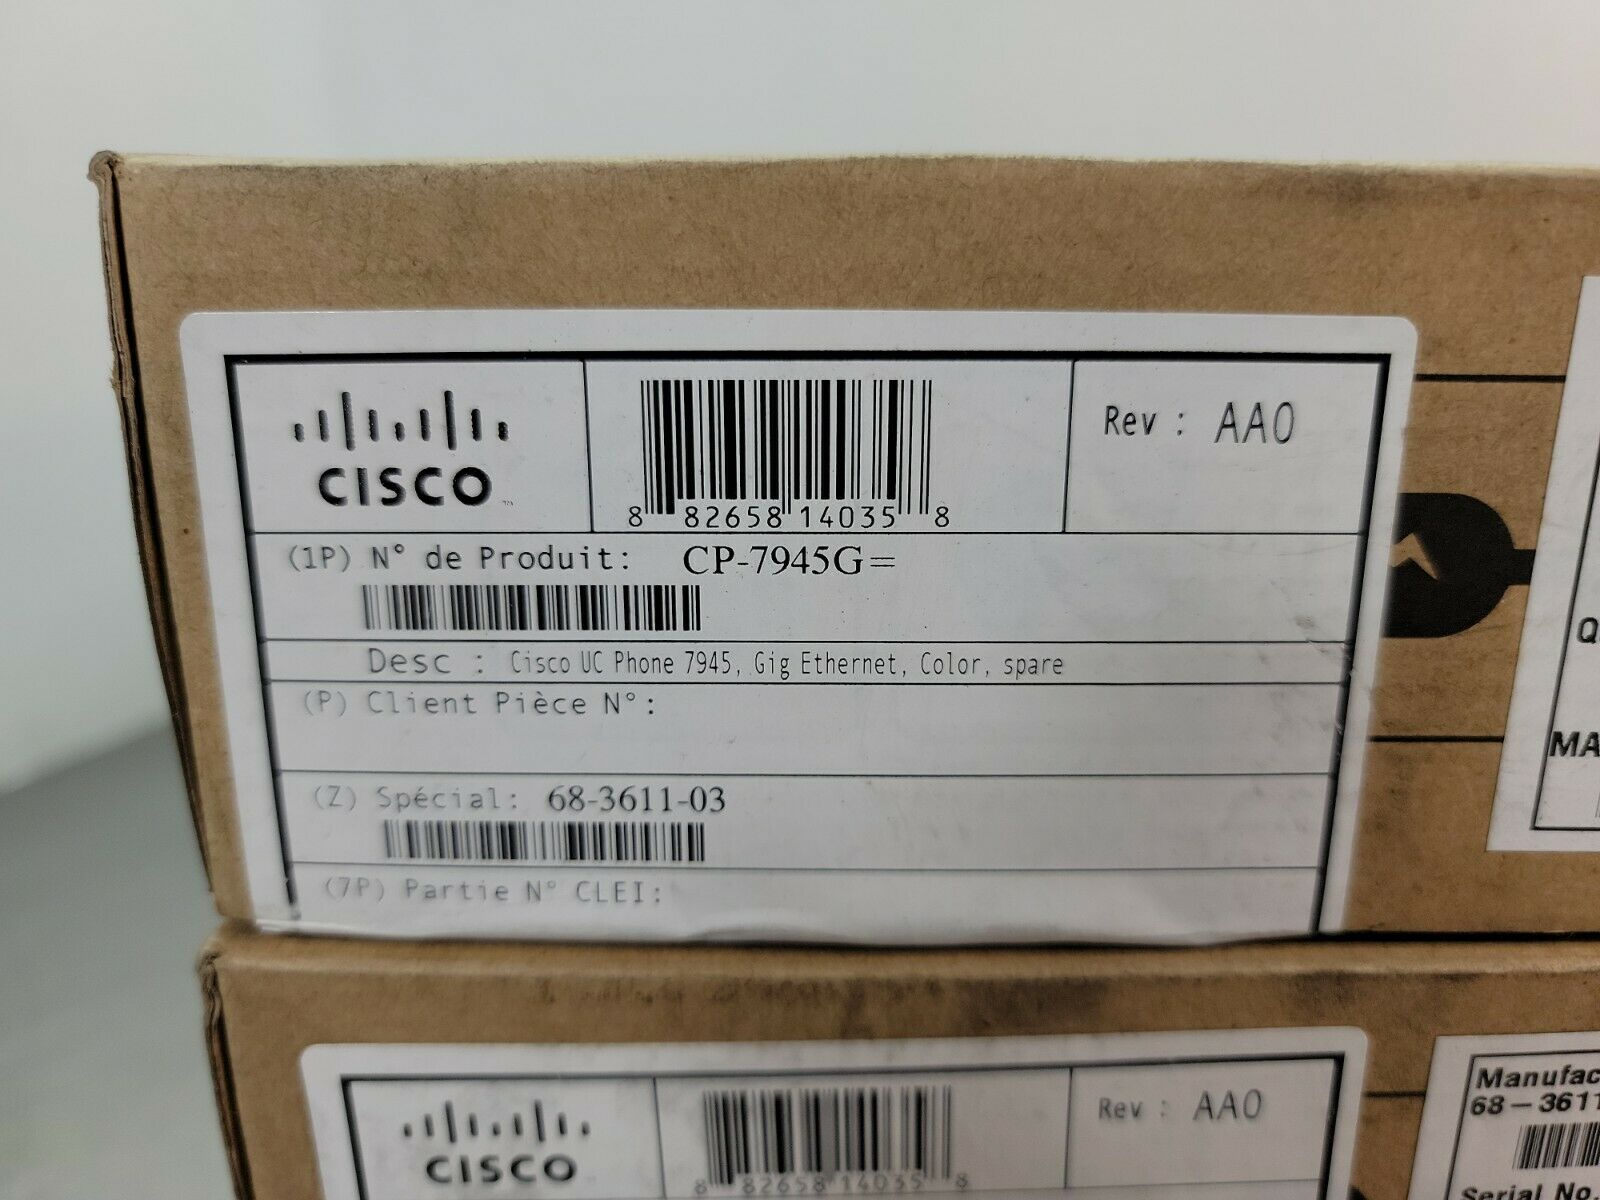 CISCO
8 82658 14035 8
Rev : AA0
(1P) N° de Produit: CP-7945G=
Desc : Cisco UC Phone 7945, Gig Ethernet, Color, spare
(P) Client Pièce N°:
(Z) Spécial: 68-3611-03
(7P) Partie N° CLEI:
Q
MA
CISCO
8 82658 14035 8
Rev : AA0
Manufac
68-3611
Serial No.